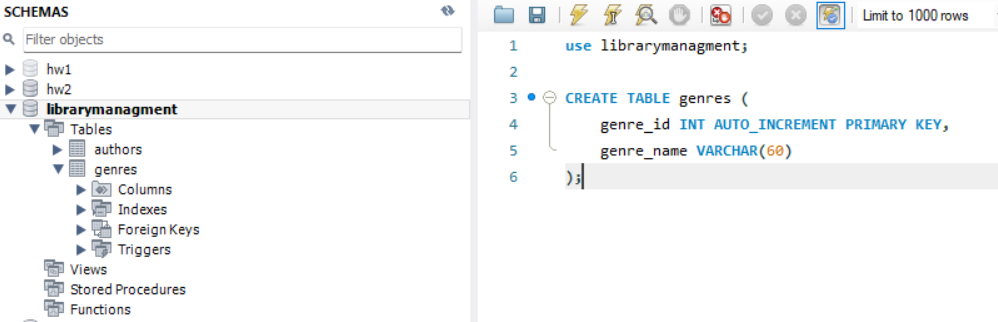 SCHEMAS
Filter objects
hw1
hw2
librarymanagment
Tables
authors
genres
Columns
Indexes
Foreign Keys
Triggers
Views
Stored Procedures
Functions
Limit to 1000 rows
1 use librarymanagment;
2
3 CREATE TABLE genres (
4 genre_id INT AUTO_INCREMENT PRIMARY KEY,
5 genre_name VARCHAR(60)
6 );